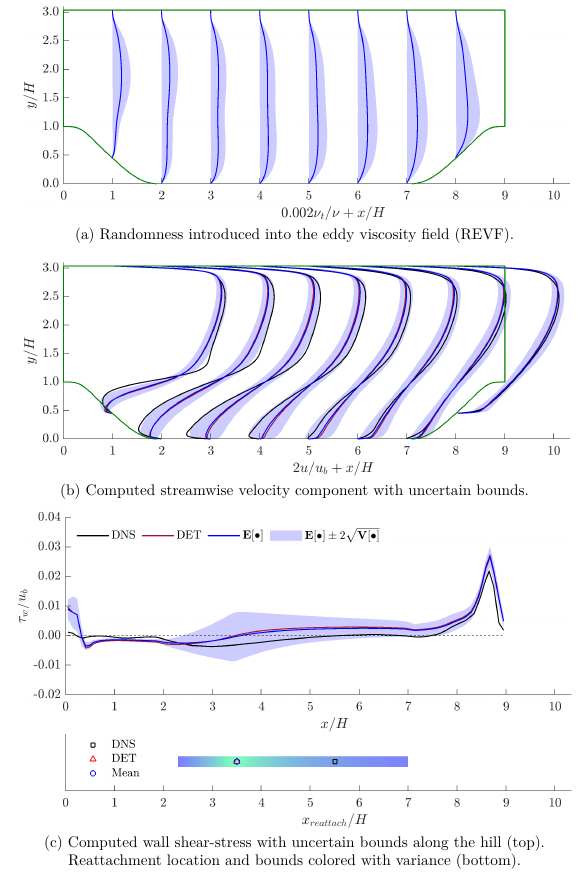 3.0
2.5
2.0
1.5
1.0
0.5
0.0
y/H
0 1 2 3 4 5 6 7 8 9 10
0.002ν_t/ν + x/H
(a) Randomness introduced into the eddy viscosity field (REVF).
3.0
2.5
2.0
1.5
1.0
0.5
0.0
y/H
0 1 2 3 4 5 6 7 8 9 10
2u/u_b + x/H
(b) Computed streamwise velocity component with uncertain bounds.
0.04
0.03
0.02
0.01
0.00
-0.01
-0.02
τ_w/u_b
DNS DET E[•] E[•] ± 2√V[•]
0 1 2 3 4 5 6 7 8 9 10
x/H
DNS
DET
Mean
0 1 2 3 4 5 6 7 8 9 10
x_reattach/H
(c) Computed wall shear-stress with uncertain bounds along the hill (top).
Reattachment location and bounds colored with variance (bottom).